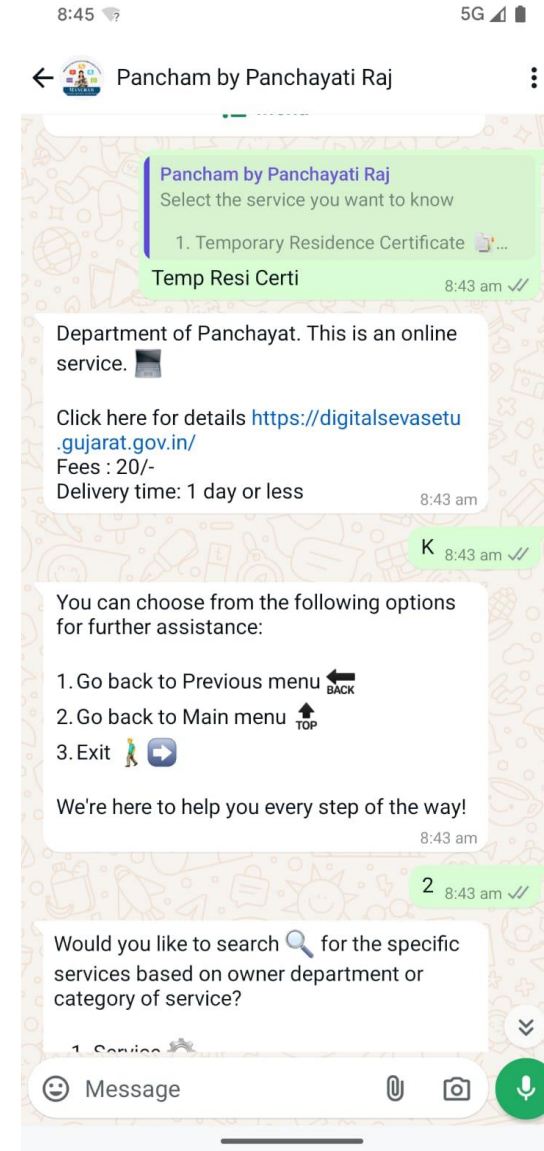 8:45
5G
Pancham by Panchayati Raj
Pancham by Panchayati Raj
Select the service you want to know
1. Temporary Residence Certificate ...
Temp Resi Certi
8:43 am
Department of Panchayat. This is an online
service.
Click here for details https://digitalsevasetu
.gujarat.gov.in/
Fees : 20/-
Delivery time: 1 day or less
8:43 am
K 8:43 am
You can choose from the following options
for further assistance:
1. Go back to Previous menu BACK
2. Go back to Main menu TOP
3. Exit
We're here to help you every step of the way!
8:43 am
2 8:43 am
Would you like to search for the specific
services based on owner department or
category of service?
1. Service
Message